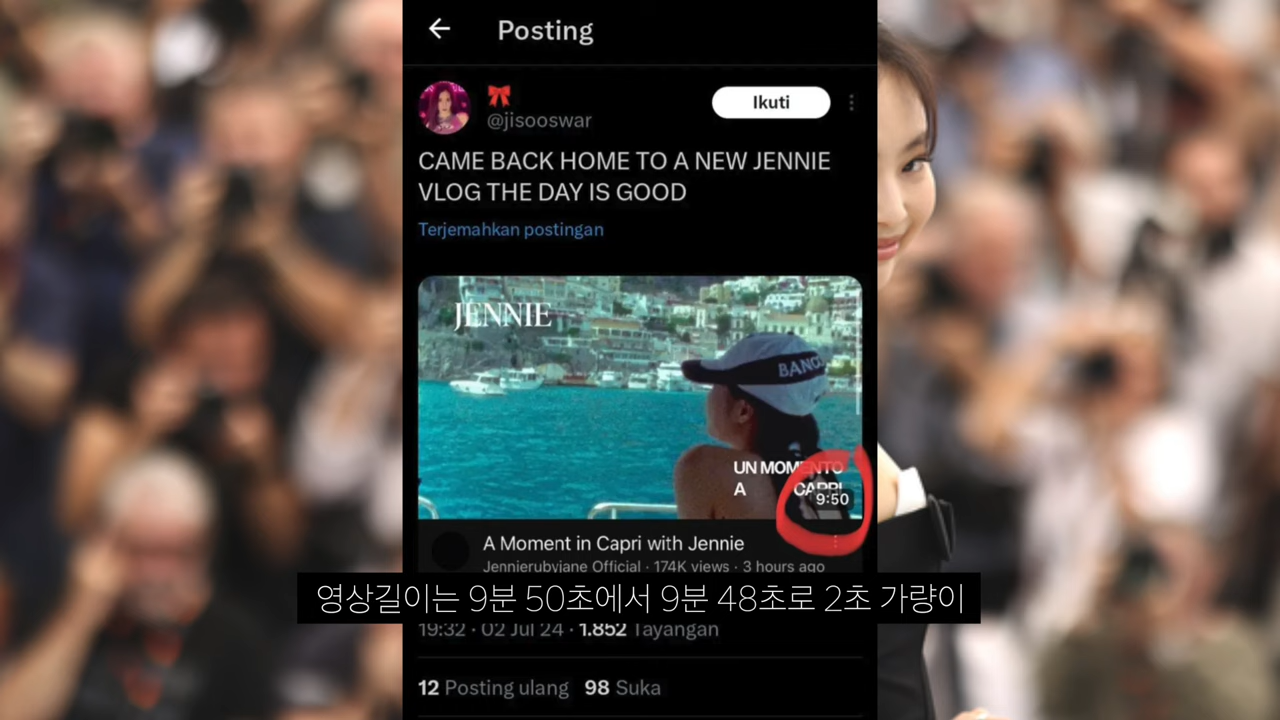 Posting
@jisooswar
Ikuti
CAME BACK HOME TO A NEW JENNIE
VLOG THE DAY IS GOOD
Terjemahkan postingan
JENNIE
BANC
UN MOMENTO
A CAPRI
9:50
A Moment in Capri with Jennie
Jennierubyjane Official · 174K views · 3 hours ago
영상길이는 9분 50초에서 9분 48초로 2초 가량이
19:32 · 02 Jul 24 · 1.852 Tayangan
12 Posting ulang 98 Suka